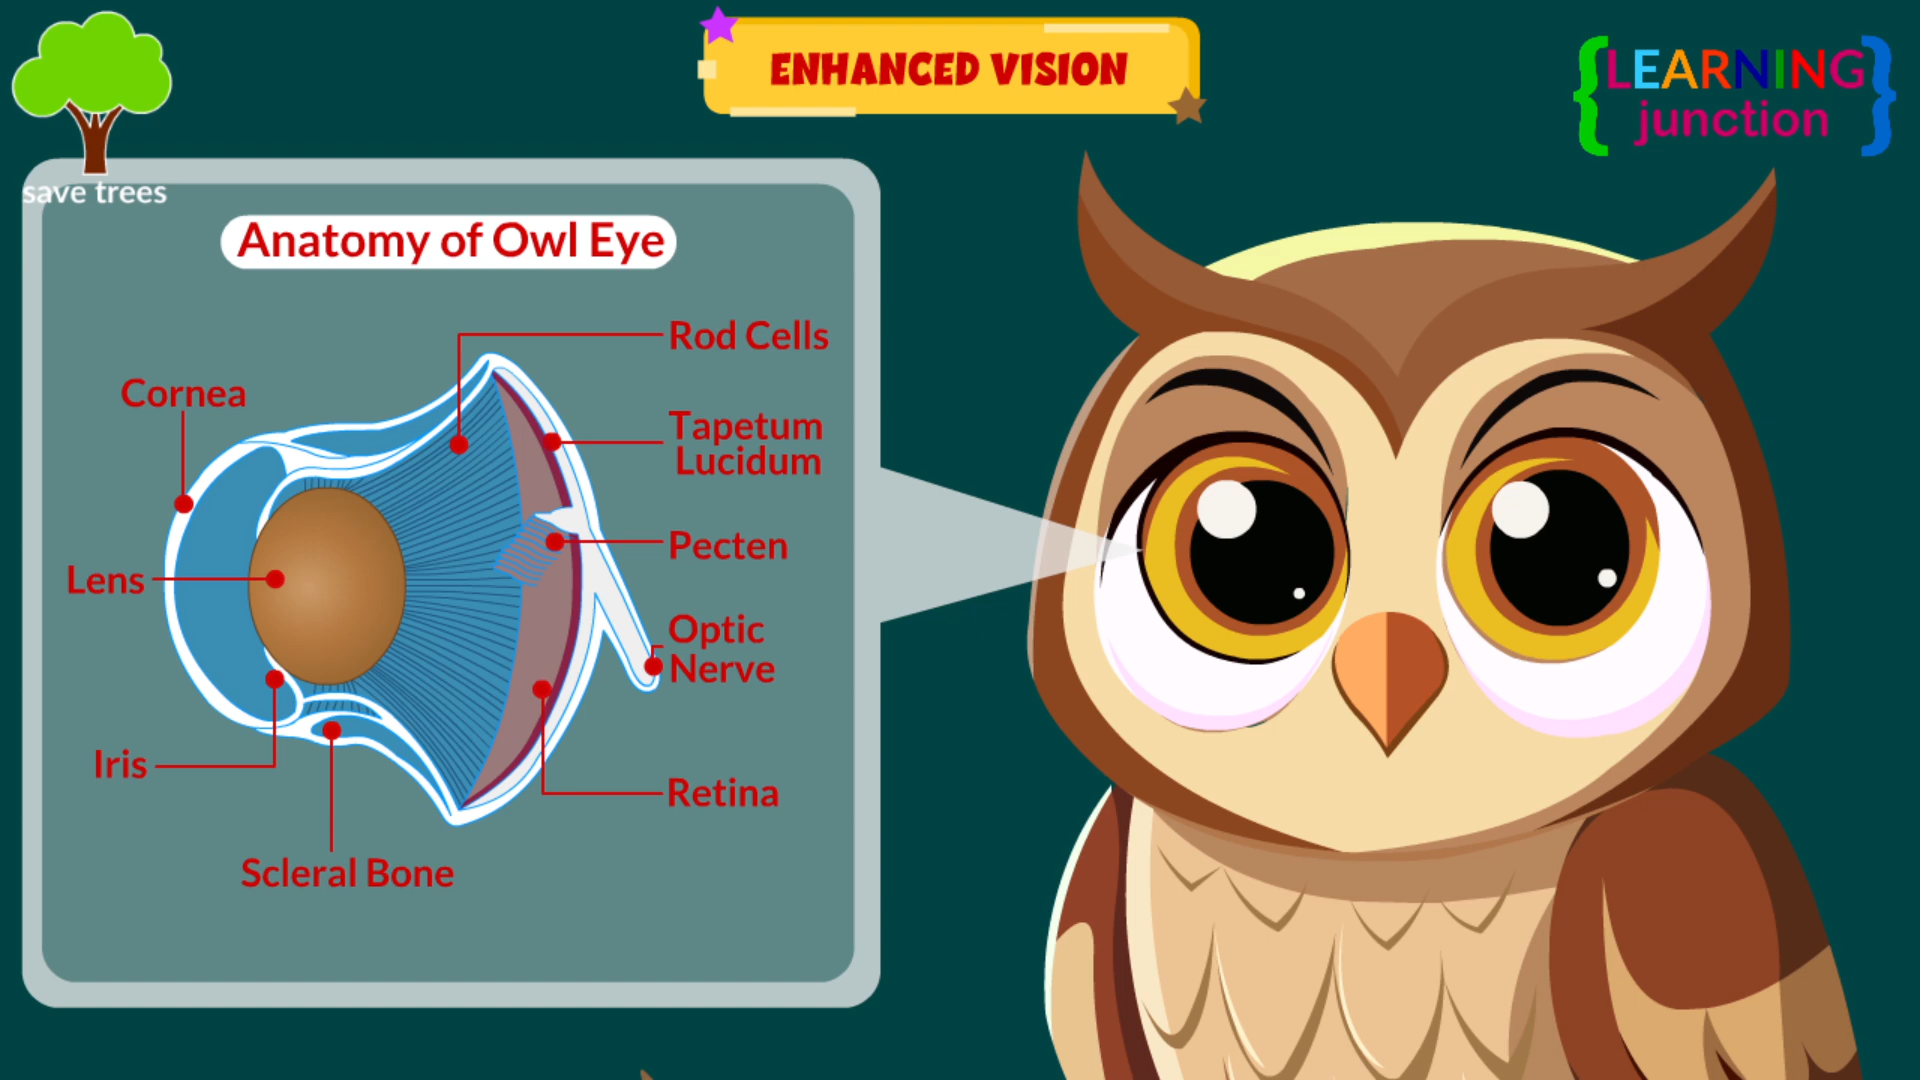 ENHANCED VISION
LEARNING
junction
save trees
Anatomy of Owl Eye
Rod Cells
Cornea
Tapetum
Lucidum
Pecten
Lens
Optic
Nerve
Iris
Retina
Scleral Bone